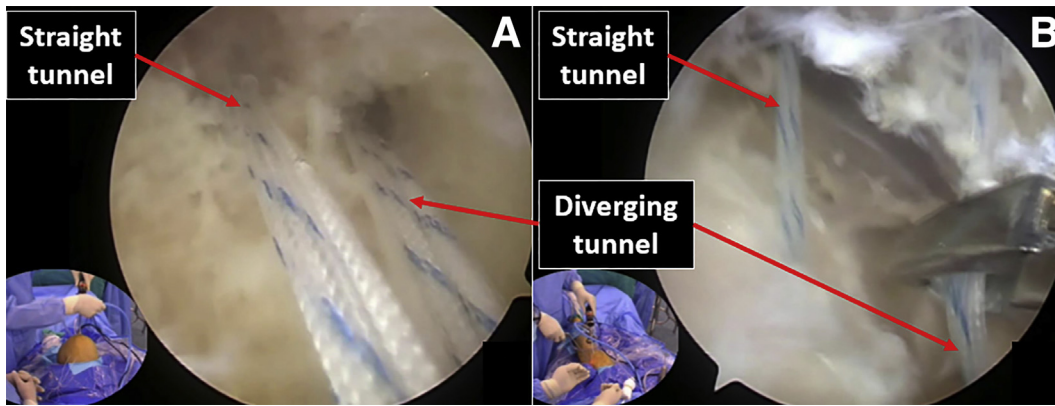 Straight
tunnel
A
Straight
tunnel
B
Diverging
tunnel